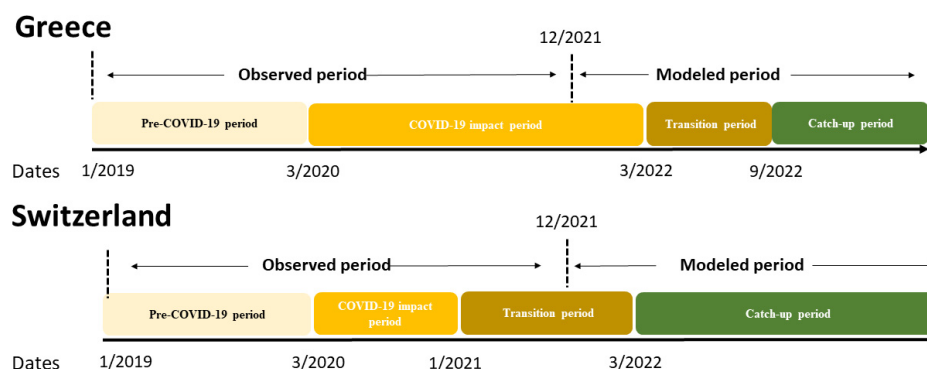 Greece
12/2021
Observed period
Modeled period
Pre-COVID-19 period
COVID-19 impact period
Transition period
Catch-up period
Dates
1/2019
3/2020
3/2022
9/2022
Switzerland
12/2021
Observed period
Modeled period
Pre-COVID-19 period
COVID-19 impact
period
Transition period
Catch-up period
Dates
1/2019
3/2020
1/2021
3/2022